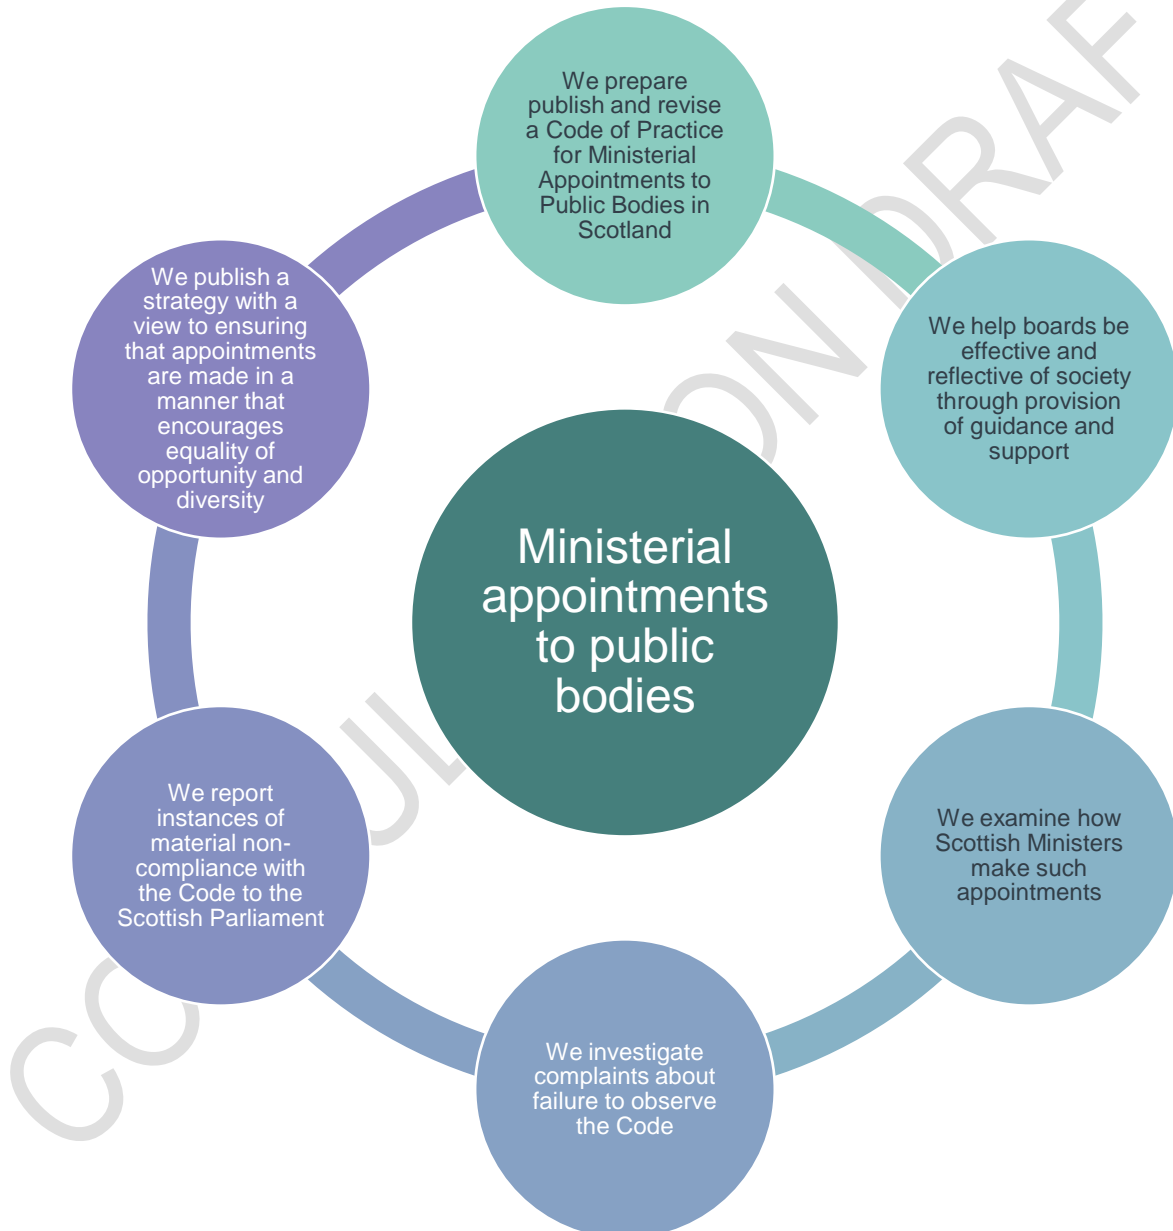 We prepare
publish and revise
a Code of Practice
for Ministerial
Appointments to
Public Bodies in
Scotland
We help boards be
effective and
reflective of society
through provision
of guidance and
support
We examine how
Scottish Ministers
make such
appointments
We investigate
complaints about
failure to observe
the Code
We report
instances of
material non-
compliance with
the Code to the
Scottish Parliament
We publish a
strategy with a
view to ensuring
that appointments
are made in a
manner that
encourages
equality of
opportunity and
diversity
Ministerial
appointments
to public
bodies